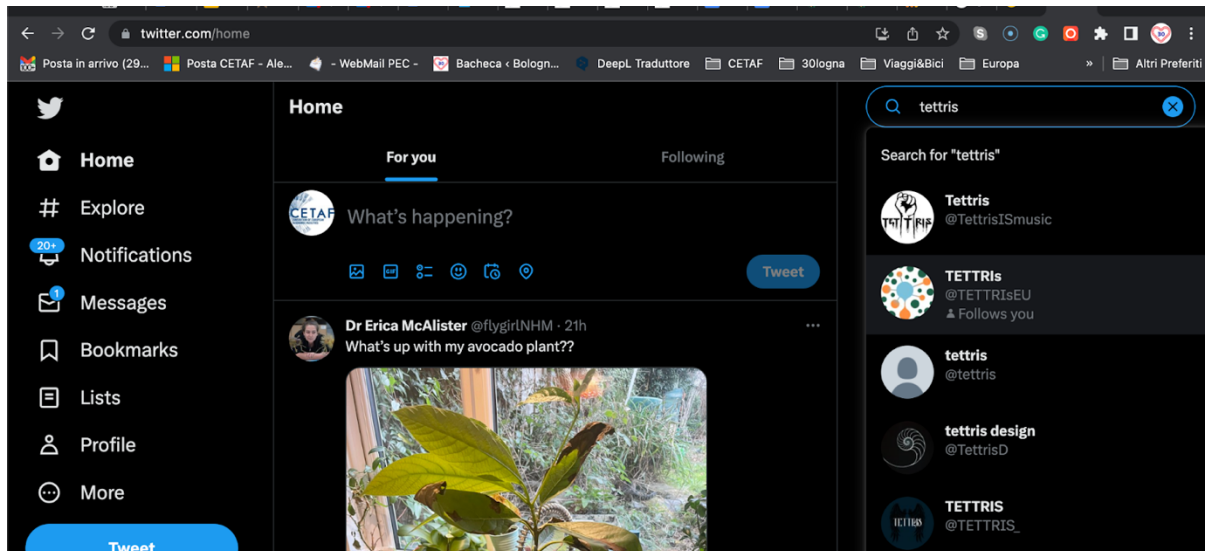 twitter.com/home
Posta in arrivo (29... Posta CETAF - Ale... - WebMail PEC - Bacheca < Bologn... DeepL Traduttore CETAF 30logna Viaggi&Bici Europa » Altri Preferiti
Home
Explore
20+
Notifications
1
Messages
Bookmarks
Lists
Profile
More
Tweet
Home
For you Following
CETAF
What's happening?
GIF
Tweet
Dr Erica McAlister @flygirlNHM · 21h
What's up with my avocado plant??
tettris
Search for "tettris"
Tettris
@TettrisISmusic
TETTRIs
@TETTRIsEU
Follows you
tettris
@tettris
tettris design
@TettrisD
TETTRIS
@TETTRIS_